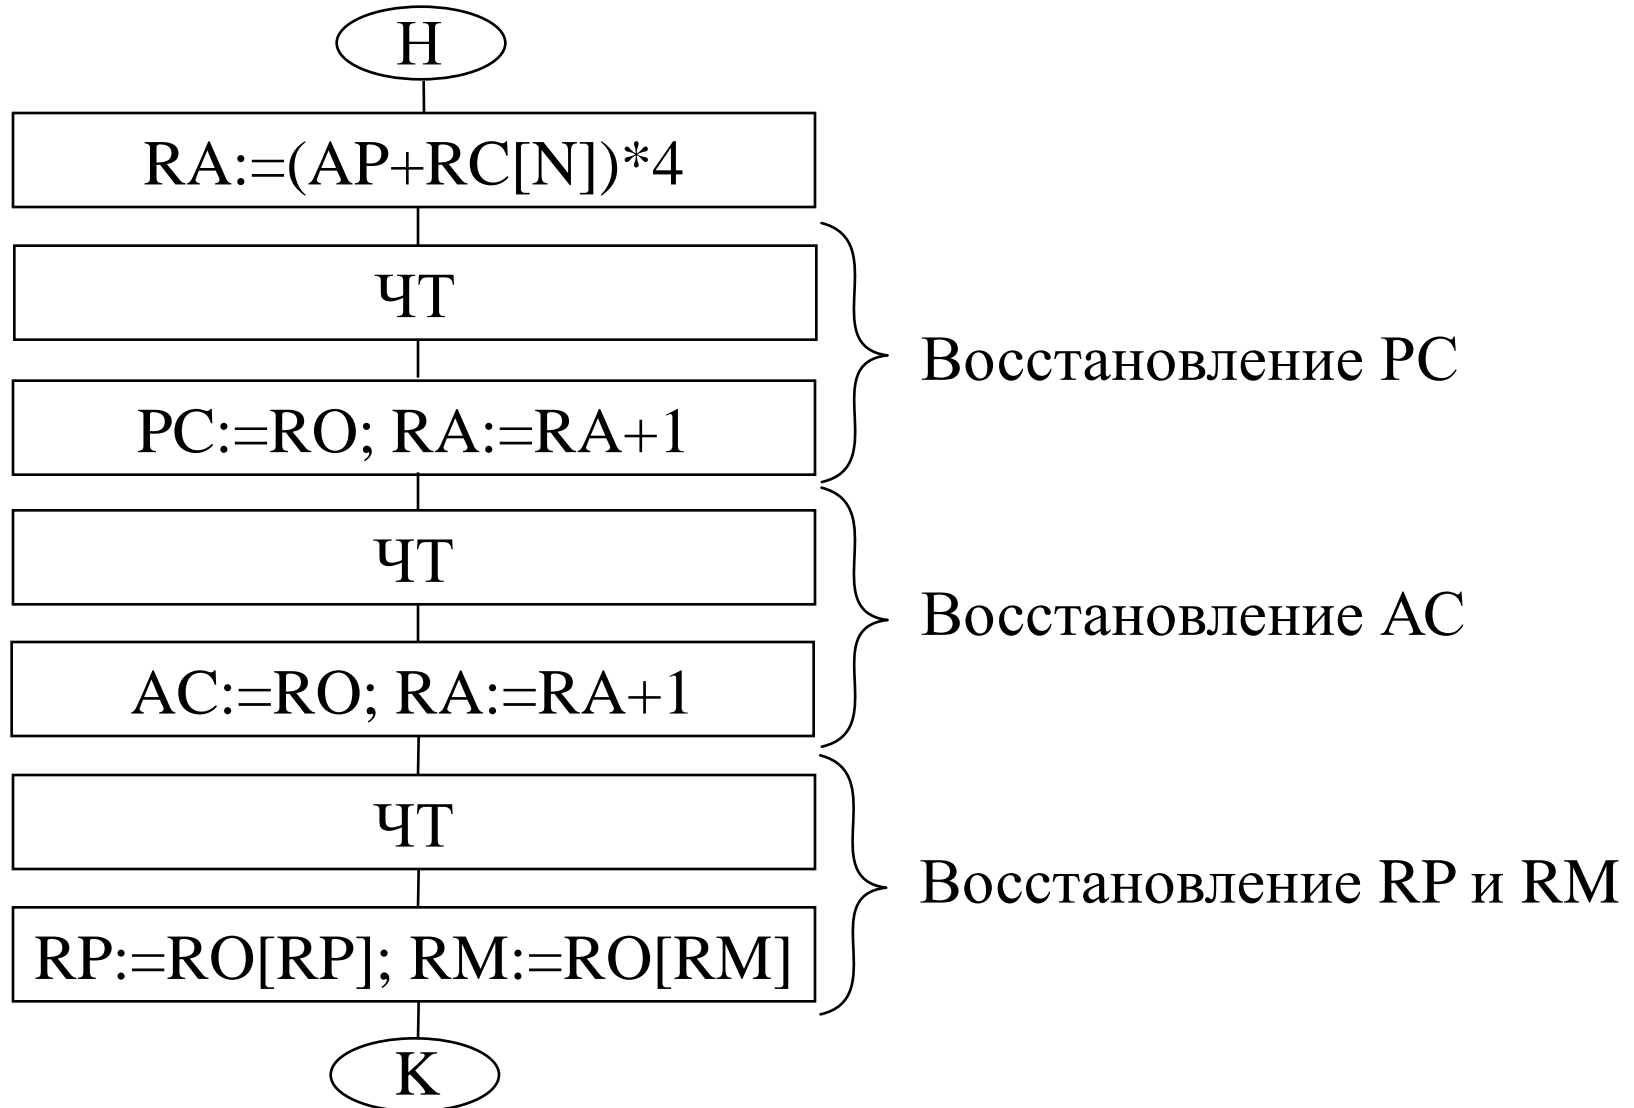 Н
RA:=(AP+RC[N])*4
ЧТ
PC:=RO; RA:=RA+1
Восстановление PC
ЧТ
AC:=RO; RA:=RA+1
Восстановление AC
ЧТ
RP:=RO[RP]; RM:=RO[RM]
Восстановление RP и RM
К